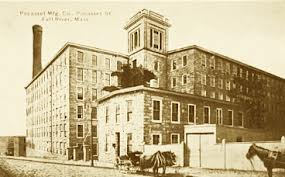 Pocasset Mfg. Co., Pocasset St.
Fall River, Mass.